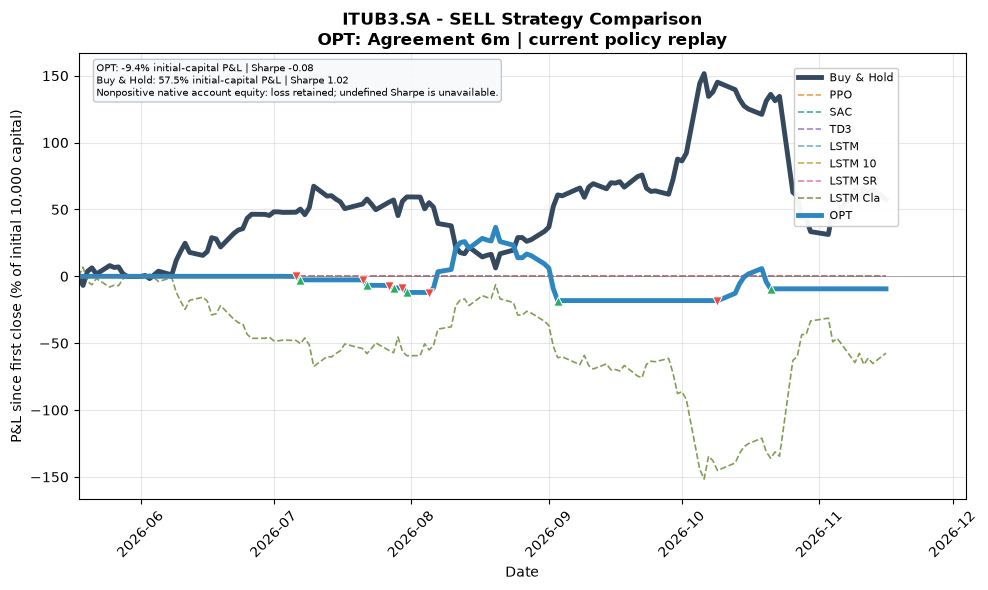 ITUB3.SA - SELL Strategy Comparison
OPT: Agreement 6m | current policy replay
OPT: -9.4% initial-capital P&L | Sharpe -0.08
Buy & Hold: 57.5% initial-capital P&L | Sharpe 1.02
Nonpositive native account equity: loss retained; undefined Sharpe is unavailable.
Buy & Hold
PPO
SAC
TD3
LSTM
LSTM 10
LSTM SR
LSTM Cla
OPT
P&L since first close (% of initial 10,000 capital)
150
100
50
0
−50
−100
−150
2026-06
2026-07
2026-08
2026-09
2026-10
2026-11
2026-12
Date